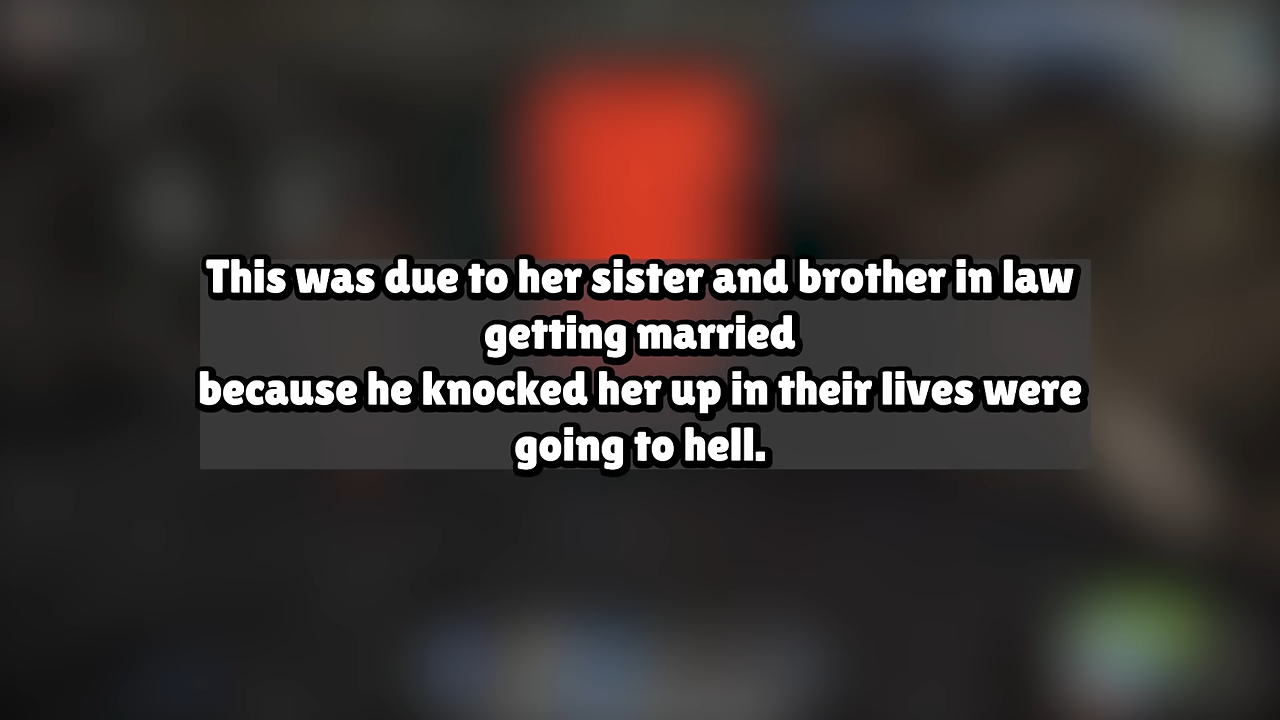 This was due to her sister and brother in law
getting married
because he knocked her up in their lives were
going to hell.